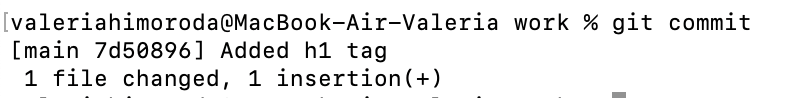 [valeriahimoroda@MacBook-Air-Valeria work % git commit
[main 7d50896] Added h1 tag
1 file changed, 1 insertion(+)